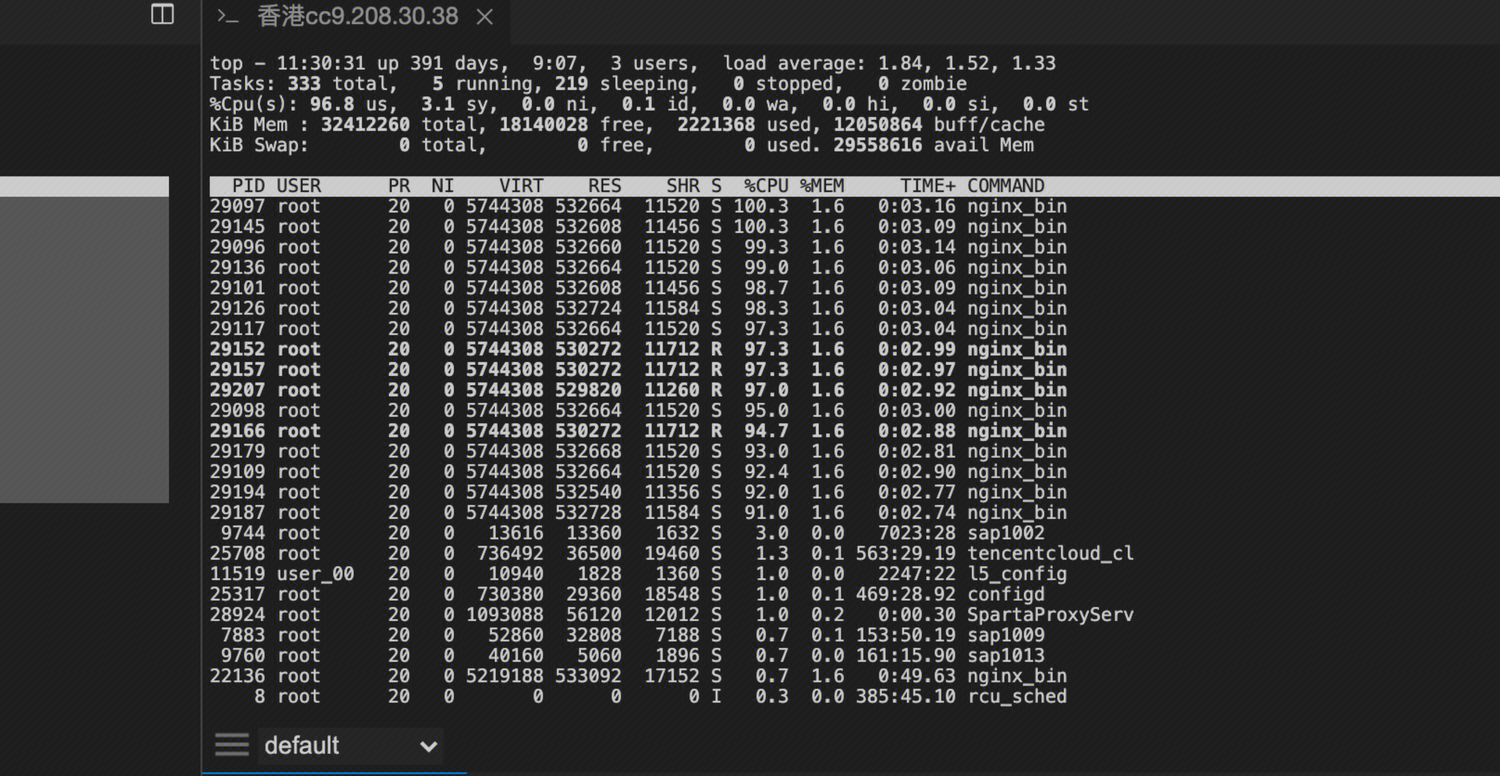 >_ 香港cc9.208.30.38 ×
top - 11:30:31 up 391 days,  9:07,  3 users,  load average: 1.84, 1.52, 1.33
Tasks: 333 total,   5 running, 219 sleeping,   0 stopped,   0 zombie
%Cpu(s): 96.8 us,  3.1 sy,  0.0 ni,  0.1 id,  0.0 wa,  0.0 hi,  0.0 si,  0.0 st
KiB Mem : 32412260 total, 18140028 free,  2221368 used, 12050864 buff/cache
KiB Swap:        0 total,        0 free,        0 used. 29558616 avail Mem
PID USER      PR  NI    VIRT    RES    SHR S  %CPU %MEM     TIME+ COMMAND
29097 root      20   0 5744308 532664  11520 S 100.3  1.6   0:03.16 nginx_bin
29145 root      20   0 5744308 532608  11456 S 100.3  1.6   0:03.09 nginx_bin
29096 root      20   0 5744308 532660  11520 S  99.3  1.6   0:03.14 nginx_bin
29136 root      20   0 5744308 532664  11520 S  99.0  1.6   0:03.06 nginx_bin
29101 root      20   0 5744308 532608  11456 S  98.7  1.6   0:03.09 nginx_bin
29126 root      20   0 5744308 532724  11584 S  98.3  1.6   0:03.04 nginx_bin
29117 root      20   0 5744308 532664  11520 S  97.3  1.6   0:03.04 nginx_bin
29152 root      20   0 5744308 530272  11712 R  97.3  1.6   0:02.99 nginx_bin
29157 root      20   0 5744308 530272  11712 R  97.3  1.6   0:02.97 nginx_bin
29207 root      20   0 5744308 529820  11260 R  97.0  1.6   0:02.92 nginx_bin
29098 root      20   0 5744308 532664  11520 S  95.0  1.6   0:03.00 nginx_bin
29166 root      20   0 5744308 530272  11712 R  94.7  1.6   0:02.88 nginx_bin
29179 root      20   0 5744308 532668  11520 S  93.0  1.6   0:02.81 nginx_bin
29109 root      20   0 5744308 532664  11520 S  92.4  1.6   0:02.90 nginx_bin
29194 root      20   0 5744308 532540  11356 S  92.0  1.6   0:02.77 nginx_bin
29187 root      20   0 5744308 532728  11584 S  91.0  1.6   0:02.74 nginx_bin
9744 root      20   0   13616  13360   1632 S   3.0  0.0   7023:28 sap1002
25708 root      20   0  736492  36500  19460 S   1.3  0.1 563:29.19 tencentcloud_cl
11519 user_00   20   0   10940   1828   1360 S   1.0  0.0   2247:22 l5_config
25317 root      20   0  730380  29360  18548 S   1.0  0.1 469:28.92 configd
28924 root      20   0 1093088  56120  12012 S   1.0  0.2   0:00.30 SpartaProxyServ
7883 root      20   0   52860  32808   7188 S   0.7  0.1 153:50.19 sap1009
9760 root      20   0   40160   5060   1896 S   0.7  0.0 161:15.90 sap1013
22136 root      20   0 5219188 533092  17152 S   0.7  1.6   0:49.63 nginx_bin
8 root      20   0       0      0      0 I   0.3  0.0 385:45.10 rcu_sched
default